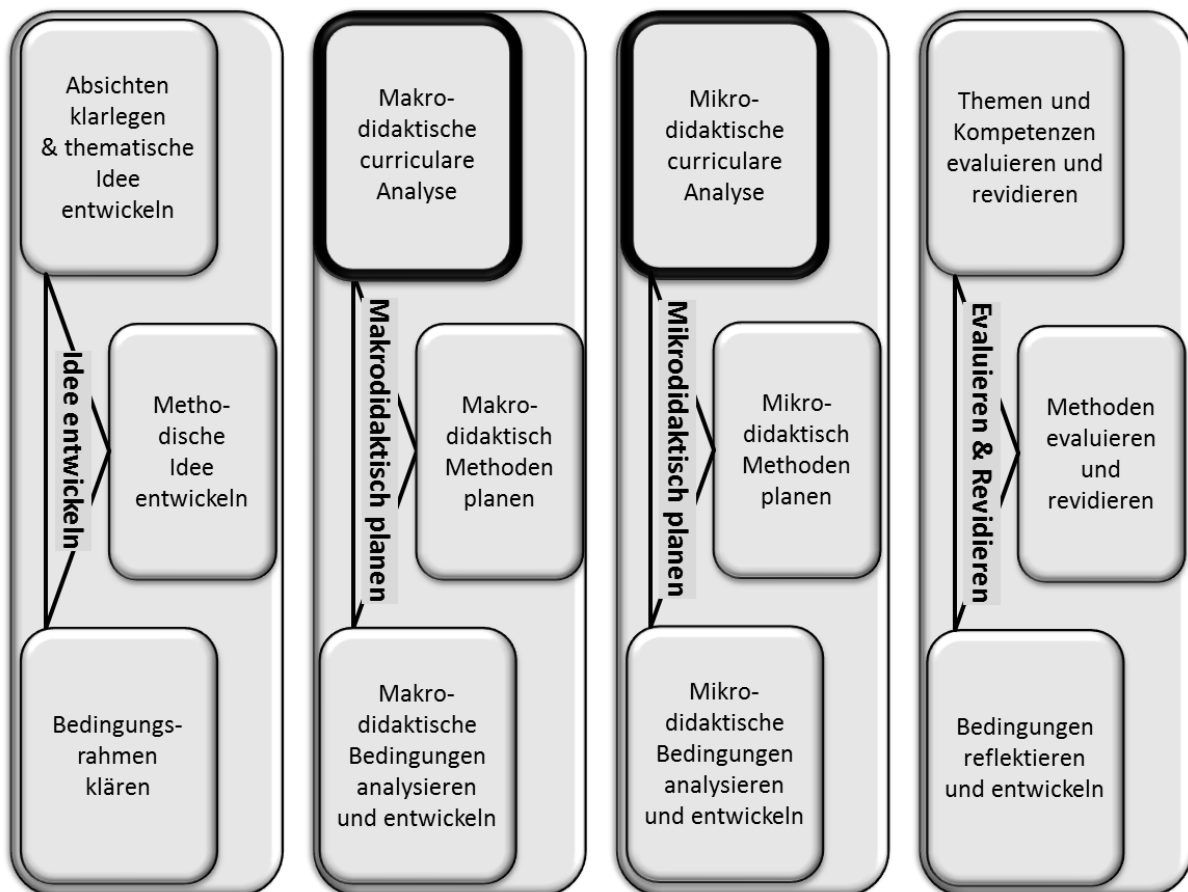 Absichten
klarlegen
& thematische
Idee
entwickeln
Idee entwickeln
Metho-
dische
Idee
entwickeln
Bedingungs-
rahmen
klären
Makro-
didaktische
curriculare
Analyse
Makrodidaktisch planen
Makro-
didaktisch
Methoden
planen
Makro-
didaktische
Bedingungen
analysieren
und entwickeln
Mikro-
didaktische
curriculare
Analyse
Mikrodidaktisch planen
Mikro-
didaktisch
Methoden
planen
Mikro-
didaktische
Bedingungen
analysieren
und entwickeln
Themen und
Kompetenzen
evaluieren und
revidieren
Evaluieren & Revidieren
Methoden
evaluieren
und
revidieren
Bedingungen
reflektieren
und entwickeln